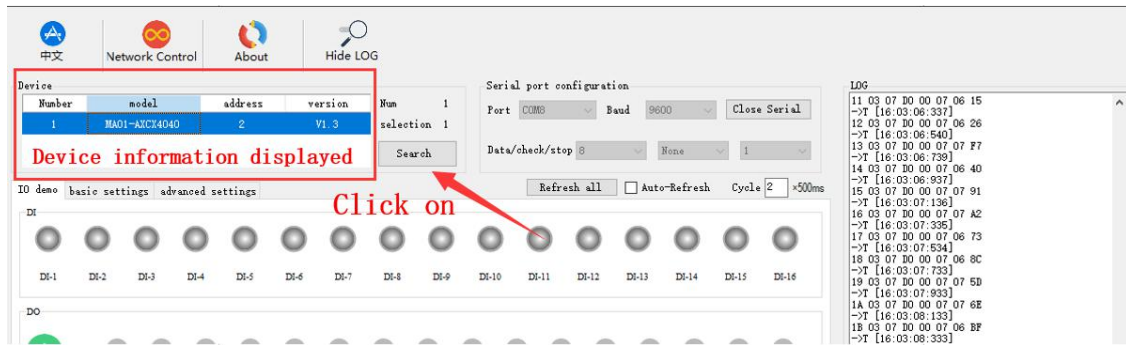 中文 Network Control About Hide LOG
Device
Number model address version
1 MA01-AXCX4040 2 V1.3
Num 1
selection 1
Search
Device information displayed
Serial port configuration
Port COM8 Baud 9600 Close Serial
Data/check/stop 8 None 1
IO demo basic settings advanced settings
Refresh all Auto-Refresh Cycle 2 ×500ms
Click on
DI
DI-1 DI-2 DI-3 DI-4 DI-5 DI-6 DI-7 DI-8 DI-9 DI-10 DI-11 DI-12 DI-13 DI-14 DI-15 DI-16
DO
LOG
11 03 07 D0 00 07 06 15
->T [16:03:06:337]
12 03 07 D0 00 07 06 26
->T [16:03:06:540]
13 03 07 D0 00 07 07 F7
->T [16:03:06:739]
14 03 07 D0 00 07 06 40
->T [16:03:06:937]
15 03 07 D0 00 07 07 91
->T [16:03:07:136]
16 03 07 D0 00 07 07 A2
->T [16:03:07:335]
17 03 07 D0 00 07 06 73
->T [16:03:07:534]
18 03 07 D0 00 07 06 8C
->T [16:03:07:733]
19 03 07 D0 00 07 07 5D
->T [16:03:07:933]
1A 03 07 D0 00 07 07 6E
->T [16:03:08:133]
1B 03 07 D0 00 07 06 BF
->T [16:03:08:333]